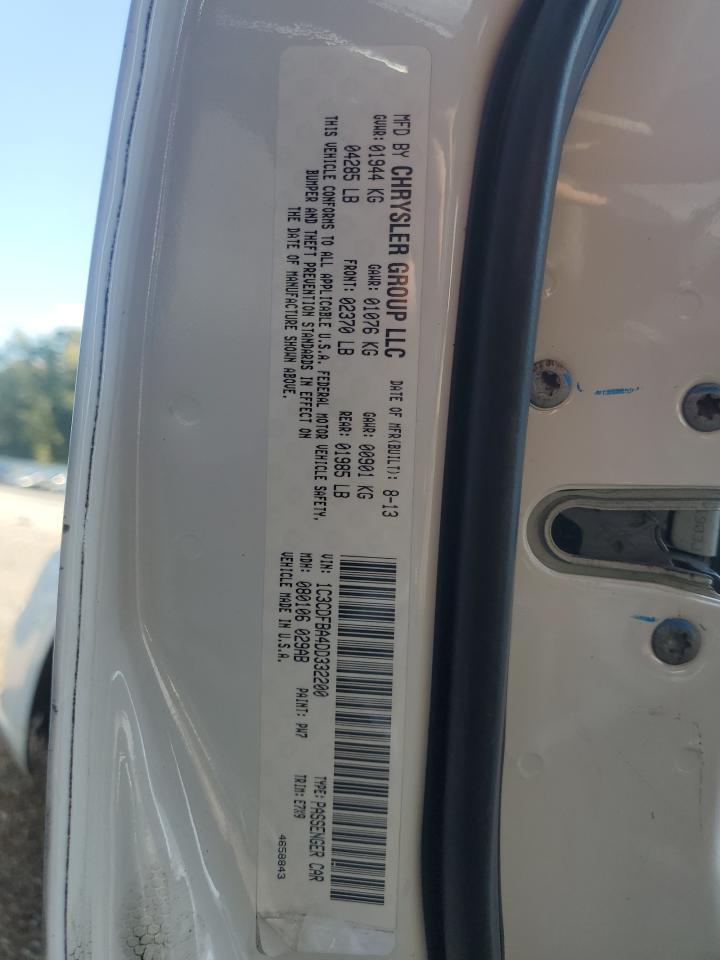 MFD BY CHRYSLER GROUP LLC DATE OF MFR(BUILT): 8-13
GVWR: 01944 KG GAWR: 01076 KG GAWR: 00901 KG
04285 LB FRONT: 02370 LB REAR: 01985 LB
THIS VEHICLE CONFORMS TO ALL APPLICABLE U.S.A. FEDERAL MOTOR VEHICLE SAFETY,
BUMPER AND THEFT PREVENTION STANDARDS IN EFFECT ON
THE DATE OF MANUFACTURE SHOWN ABOVE.
VIN: 1C3CDFBA4DD332200 TYPE: PASSENGER CAR
MDH: 080106 029AB PAINT: PW7 TRIM: E7X9
VEHICLE MADE IN U.S.A.
4658843